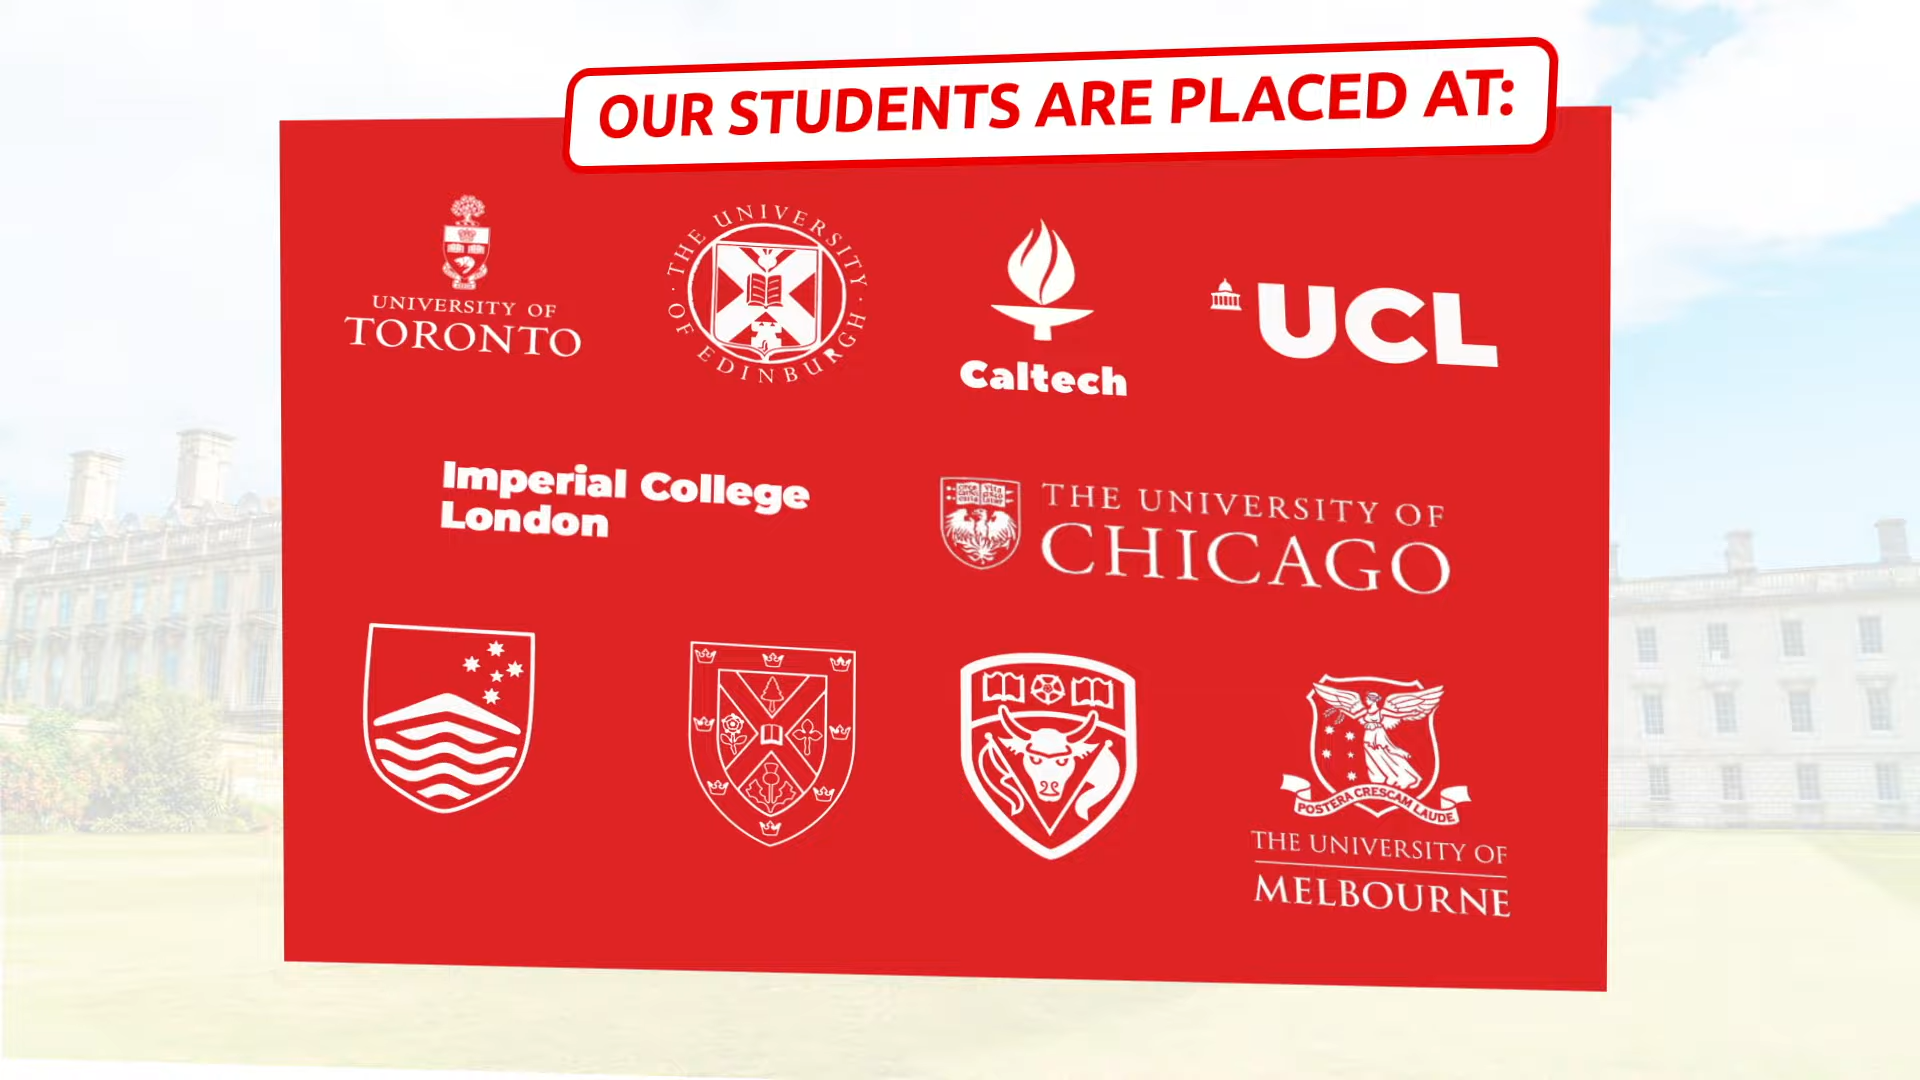 OUR STUDENTS ARE PLACED AT:
UNIVERSITY OF
TORONTO
· THE UNIVERSITY · OF EDINBURGH
Caltech
UCL
Imperial College
London
THE UNIVERSITY OF
CHICAGO
POSTERA CRESCAM LAUDE
THE UNIVERSITY OF
MELBOURNE